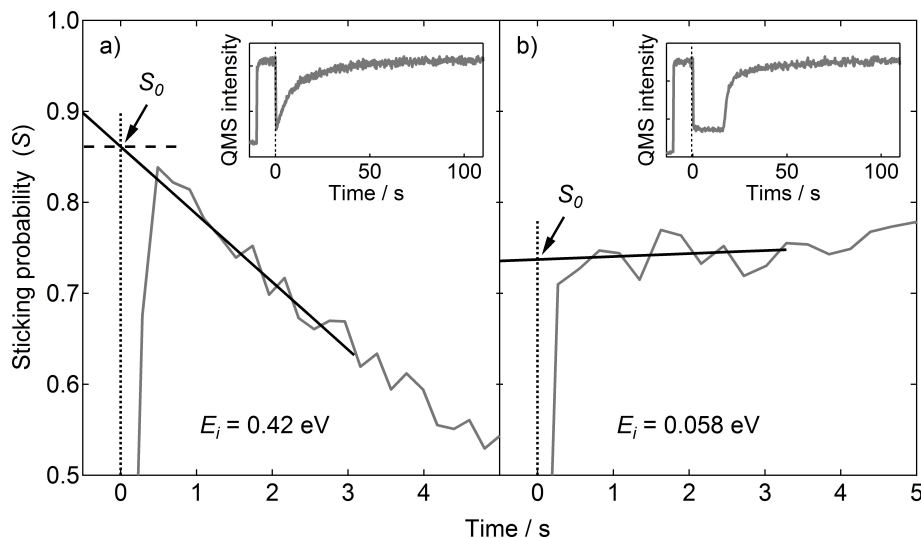 a)
S0
QMS intensity
0
50
100
Time / s
b)
S0
QMS intensity
0
50
100
Tims / s
1.0
0.9
0.8
0.7
0.6
0.5
Sticking probability (S)
Ei = 0.42 eV
Ei = 0.058 eV
0 1 2 3 4
0 1 2 3 4 5
Time / s